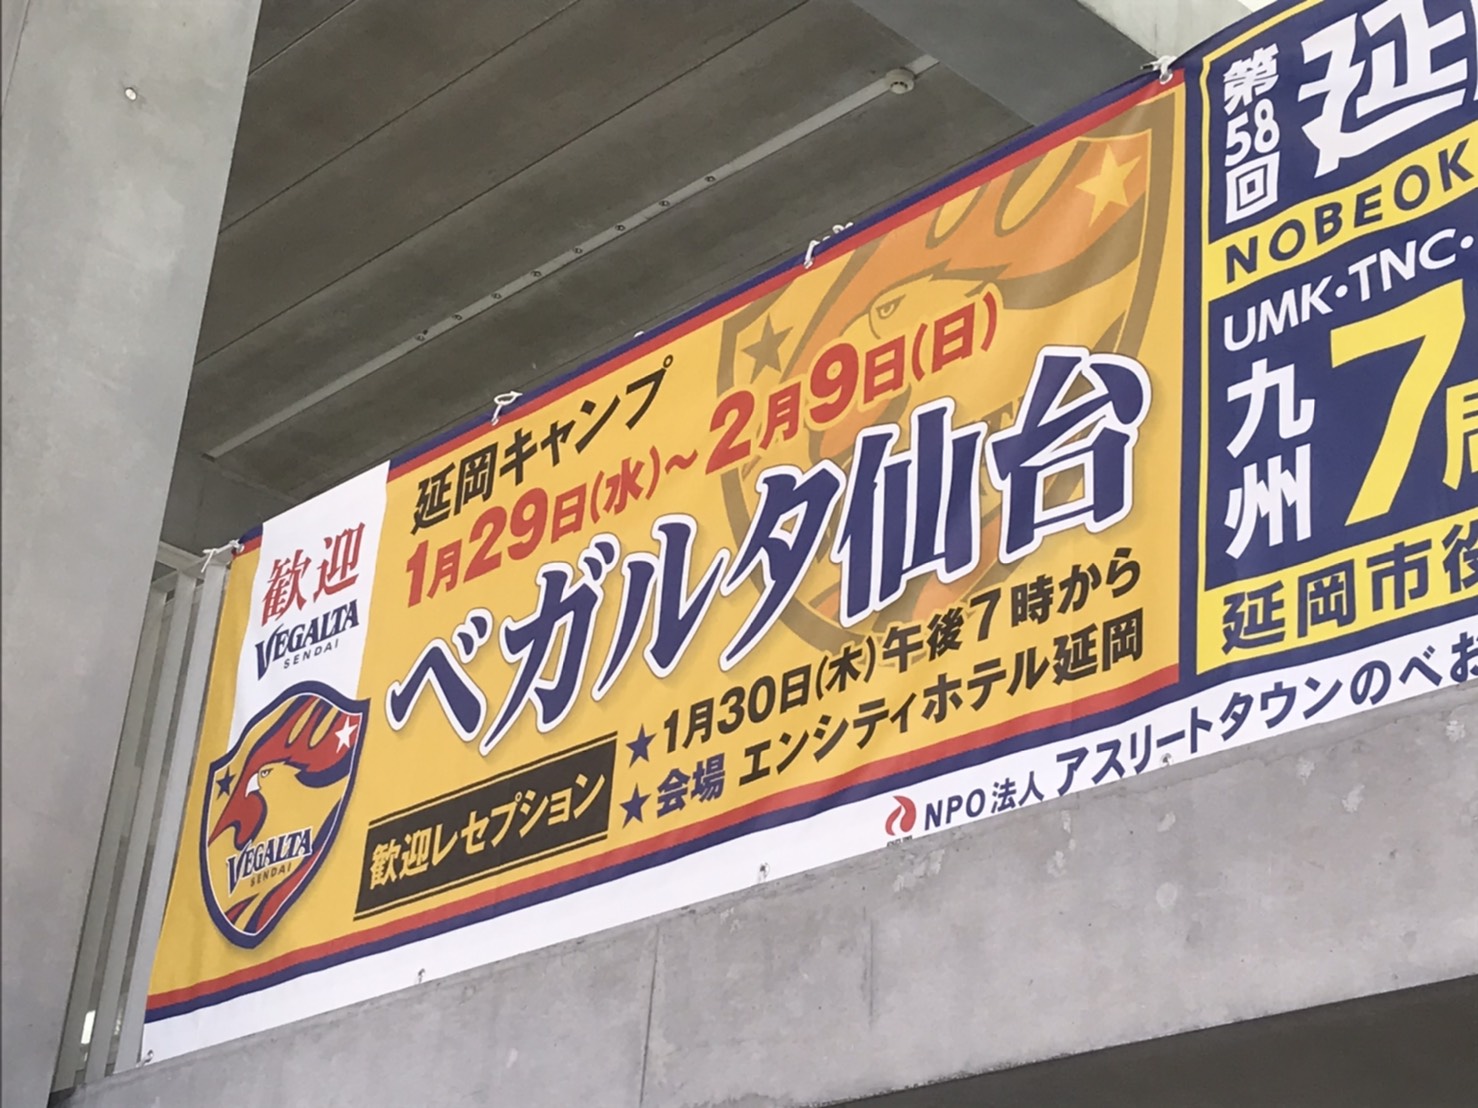 歓迎
VEGALTA
SENDAI
VEGALTA
SENDAI
延岡キャンプ
1月29日(水)～2月9日(日)
ベガルタ仙台
歓迎レセプション
★1月30日(木)午後7時から
★会場 エンシティホテル延岡
NPO法人 アスリートタウンのべお
第58回
延
NOBEOK
UMK・TNC・
九州
7
延岡市役